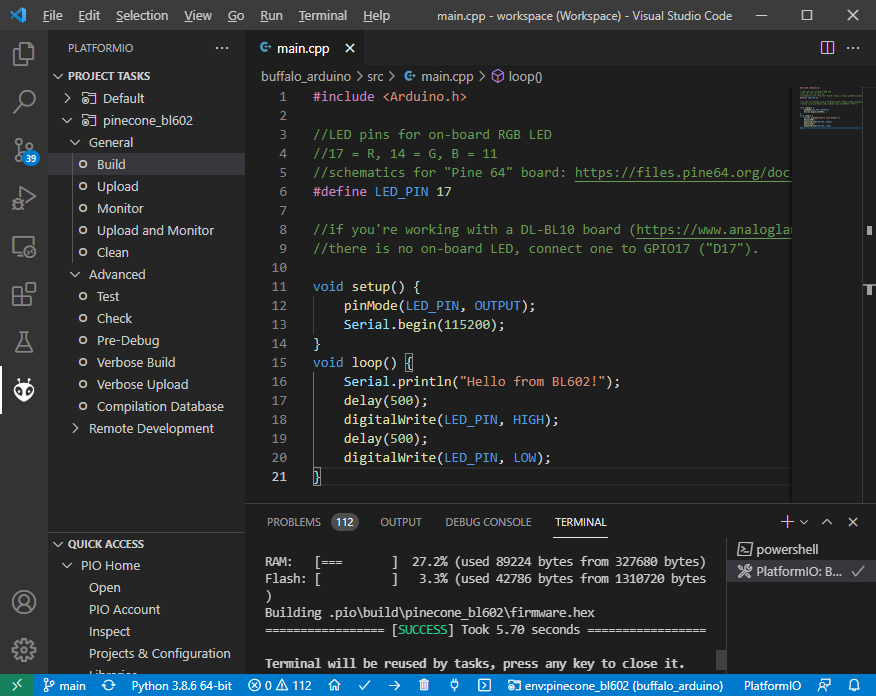 File Edit Selection View Go Run Terminal Help main.cpp - workspace (Workspace) - Visual Studio Code
PLATFORMIO
main.cpp
PROJECT TASKS
buffalo_arduino > src > main.cpp > loop()
Default
pinecone_bl602
General
Build
Upload
Monitor
Upload and Monitor
Clean
Advanced
Test
Check
Pre-Debug
Verbose Build
Verbose Upload
Compilation Database
Remote Development
39
1 #include <Arduino.h>
2
3 //LED pins for on-board RGB LED
4 //17 = R, 14 = G, B = 11
5 //schematics for "Pine 64" board: https://files.pine64.org/doc
6 #define LED_PIN 17
7
8 //if you're working with a DL-BL10 board (https://www.analoglam
9 //there is no on-board LED, connect one to GPIO17 ("D17").
10
11 void setup() {
12 pinMode(LED_PIN, OUTPUT);
13 Serial.begin(115200);
14 }
15 void loop() {
16 Serial.println("Hello from BL602!");
17 delay(500);
18 digitalWrite(LED_PIN, HIGH);
19 delay(500);
20 digitalWrite(LED_PIN, LOW);
21 }
QUICK ACCESS
PIO Home
Open
PIO Account
Inspect
Projects & Configuration
PROBLEMS 112 OUTPUT DEBUG CONSOLE TERMINAL
RAM: [=== ] 27.2% (used 89224 bytes from 327680 bytes)
Flash: [ ] 3.3% (used 42786 bytes from 1310720 bytes
)
Building .pio\build\pinecone_bl602\firmware.hex
================= [SUCCESS] Took 5.70 seconds =================
Terminal will be reused by tasks, press any key to close it.
powershell
PlatformIO: B...
main Python 3.8.6 64-bit 0 112 env:pinecone_bl602 (buffalo_arduino) PlatformIO